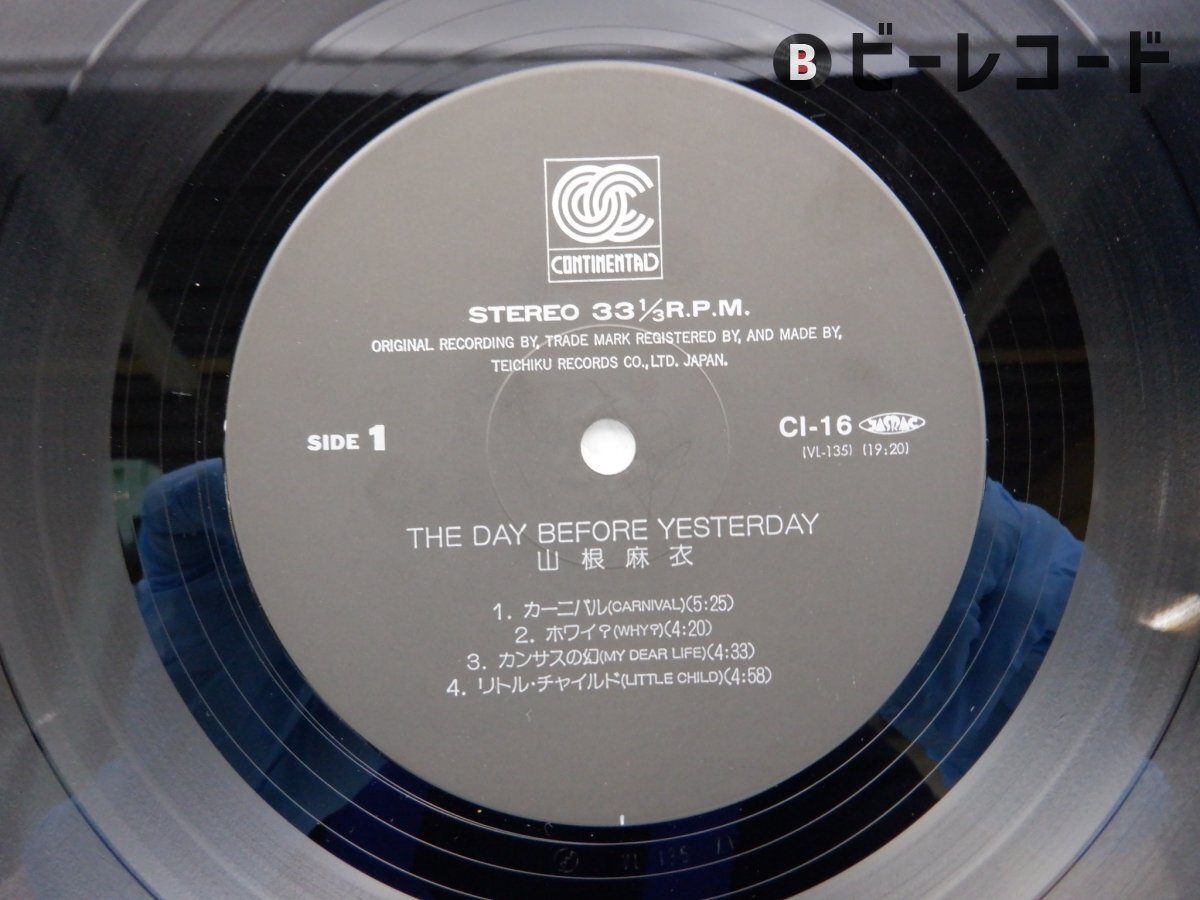 B ビーレコード
CONTINENTAL
STEREO 33 1/3 R.P.M.
ORIGINAL RECORDING BY, TRADE MARK REGISTERED BY, AND MADE BY,
TEICHIKU RECORDS CO., LTD. JAPAN.
SIDE 1
CI-16 JASRAC
(VL-135) (19:20)
THE DAY BEFORE YESTERDAY
山根麻衣
1. カーニバル(CARNIVAL)(5:25)
2. ホワイ?(WHY?)(4:20)
3. カンサスの幻(MY DEAR LIFE)(4:33)
4. リトル・チャイルド(LITTLE CHILD)(4:58)